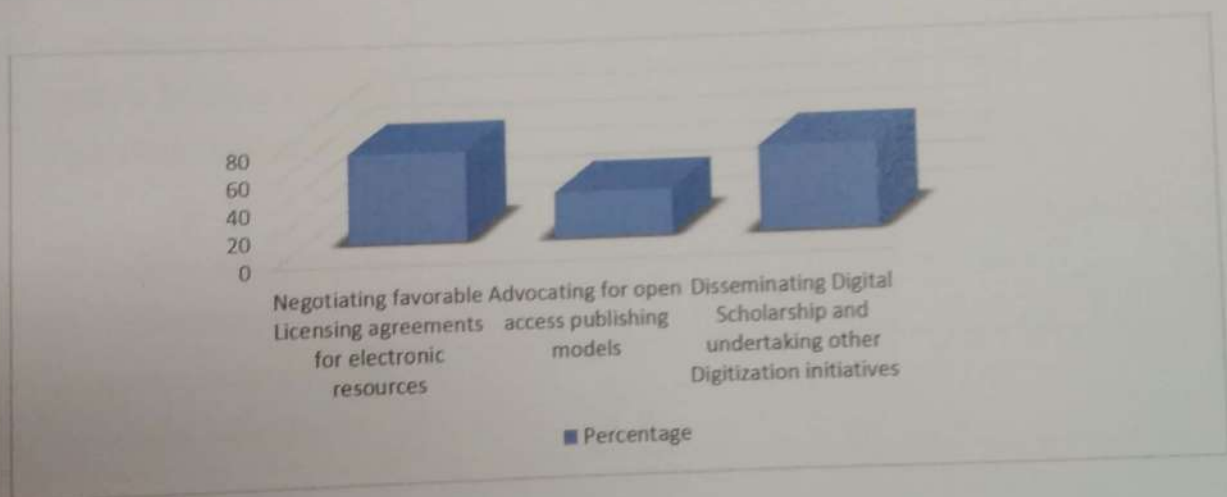 80
60
40
20
0
Negotiating favorable
Licensing agreements
for electronic
resources
Advocating for open
access publishing
models
Disseminating Digital
Scholarship and
undertaking other
Digitization initiatives
Percentage